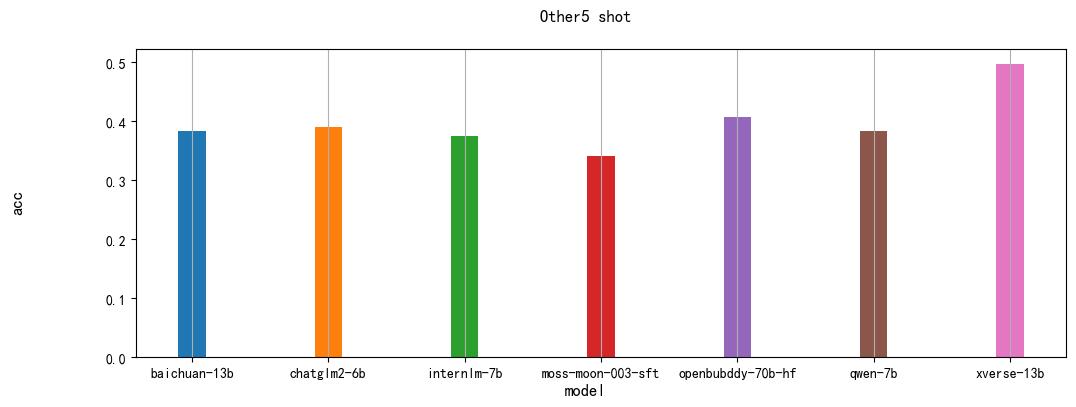 Other5 shot
acc
0.5
0.4
0.3
0.2
0.1
0.0
baichuan-13b chatglm2-6b internlm-7b moss-moon-003-sft openbubddy-70b-hf qwen-7b xverse-13b
model